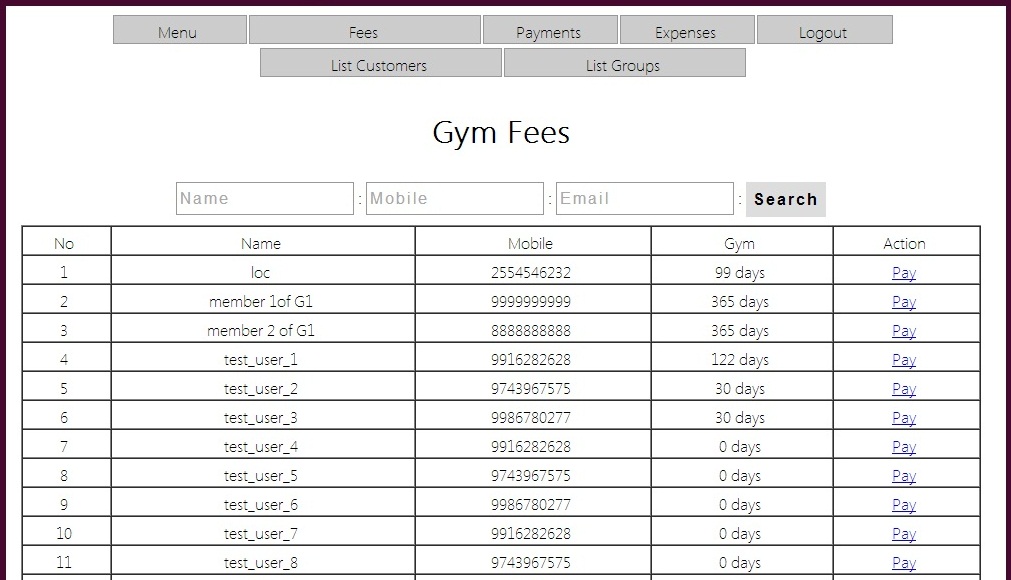 Menu Fees Payments Expenses Logout
List Customers List Groups
Gym Fees
Name : Mobile : Email : Search
No Name Mobile Gym Action
1 loc 2554546232 99 days Pay
2 member 1of G1 9999999999 365 days Pay
3 member 2 of G1 8888888888 365 days Pay
4 test_user_1 9916282628 122 days Pay
5 test_user_2 9743967575 30 days Pay
6 test_user_3 9986780277 30 days Pay
7 test_user_4 9916282628 0 days Pay
8 test_user_5 9743967575 0 days Pay
9 test_user_6 9986780277 0 days Pay
10 test_user_7 9916282628 0 days Pay
11 test_user_8 9743967575 0 days Pay